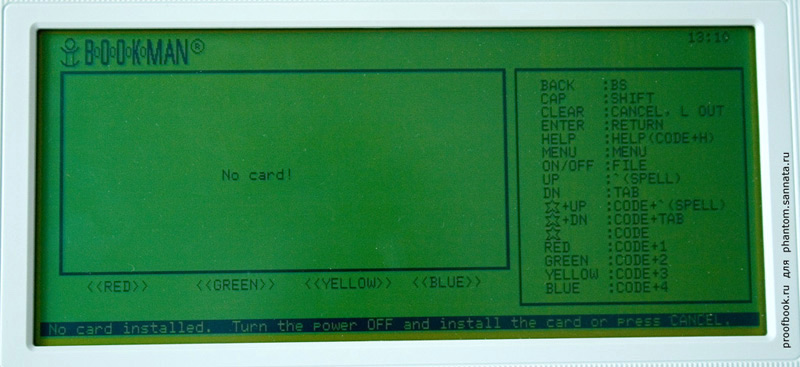 BOOKMAN®
13:10
No card!
<<RED>> <<GREEN>> <<YELLOW>> <<BLUE>>
BACK :BS
CAP :SHIFT
CLEAR :CANCEL, L OUT
ENTER :RETURN
HELP :HELP(CODE+H)
MENU :MENU
ON/OFF :FILE
UP :`(SPELL)
DN :TAB
☆+UP :CODE+`(SPELL)
☆+DN :CODE+TAB
☆ :CODE
RED :CODE+1
GREEN :CODE+2
YELLOW :CODE+3
BLUE :CODE+4
No card installed. Turn the power OFF and install the card or press CANCEL.
proofbook.ru для phantom.sannata.ru